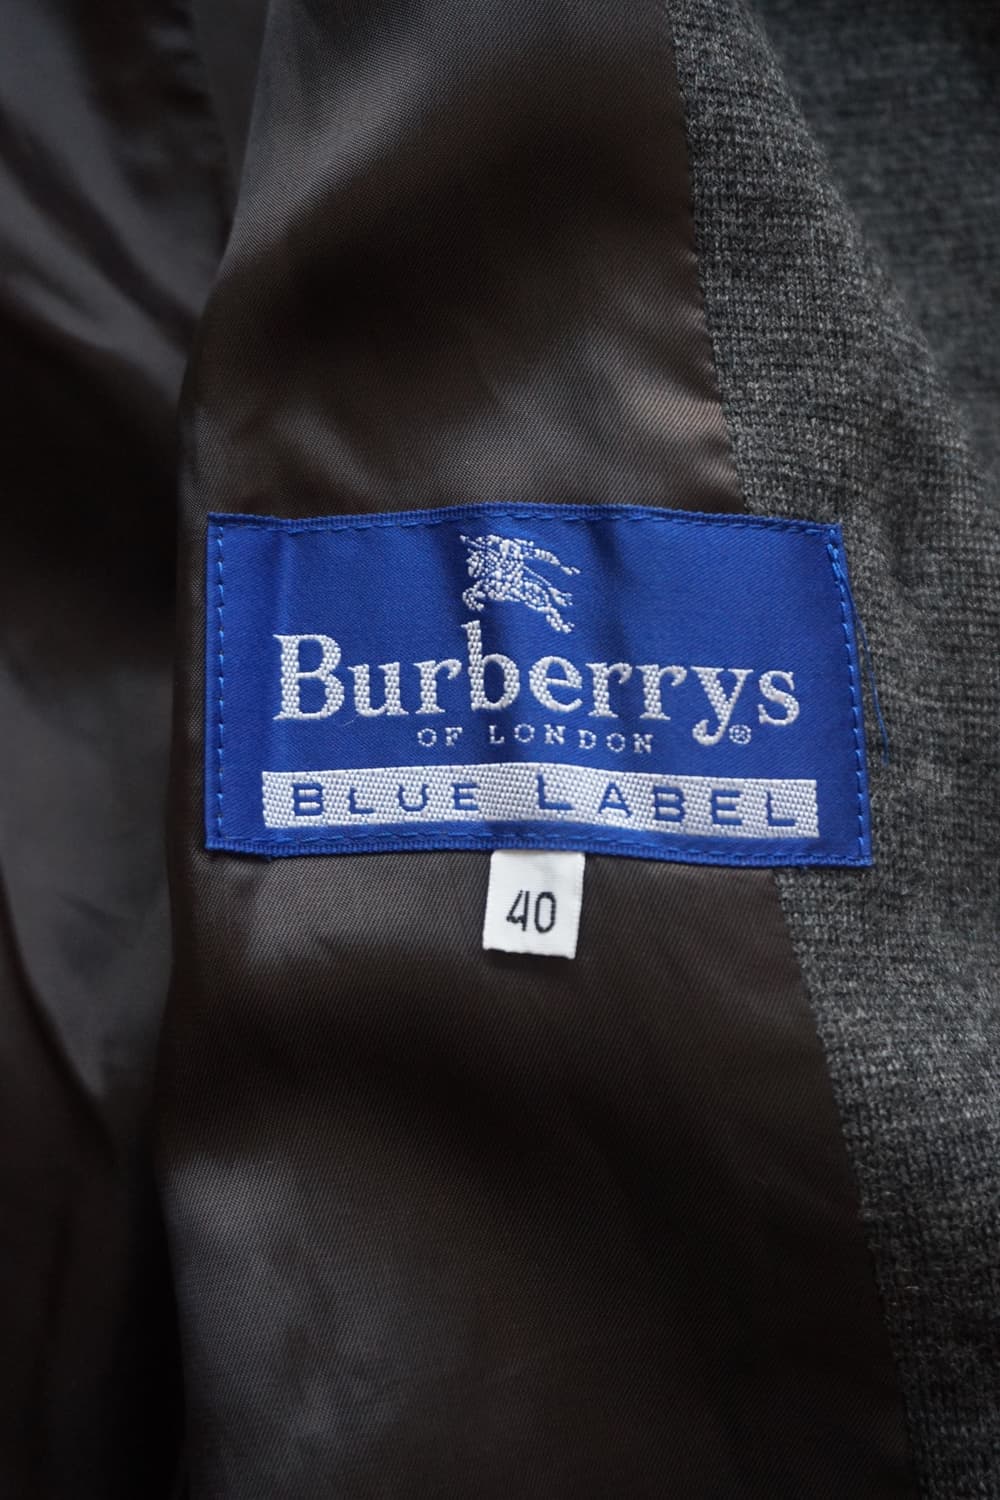 Burberrys
OF LONDON ®
BLUE LABEL
40